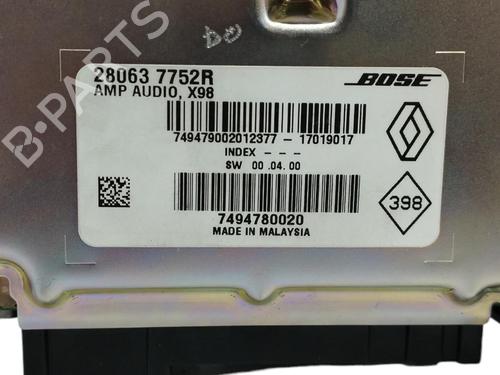 28063 7752R
AMP AUDIO, X98
BOSE
749479002012377 - 17019017
INDEX - - -
SW 00 .04. 00
7494780020
MADE IN MALAYSIA
398
B-PARTS